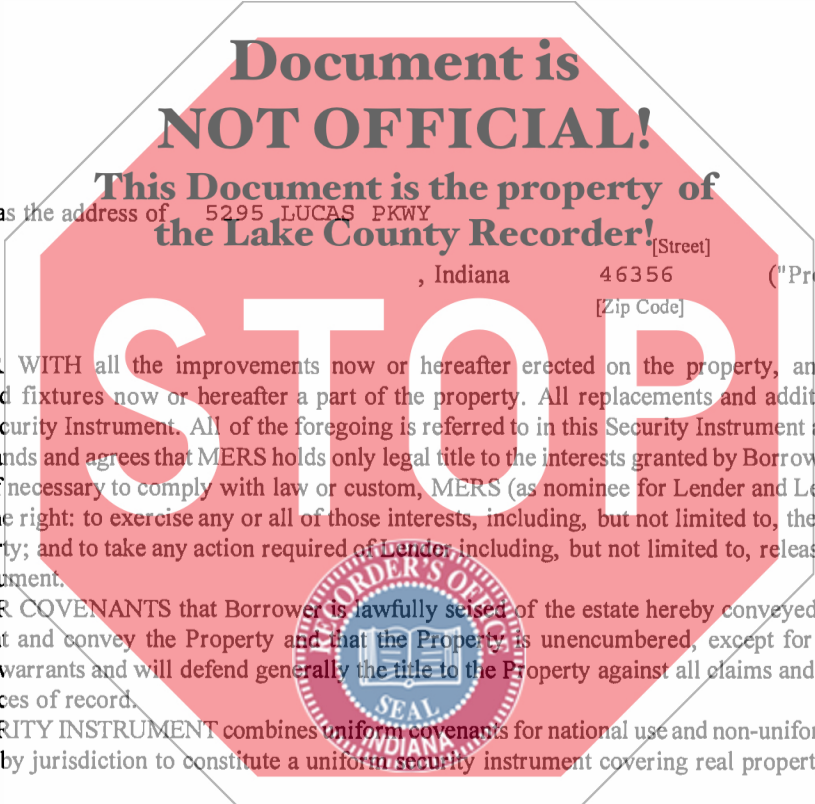 Document is
NOT OFFICIAL!
This Document is the property of
as the address of 5295 LUCAS PKWY
the Lake County Recorder!
[Street]
, Indiana 46356 ("Pro
[Zip Code]
STOP
R WITH all the improvements now or hereafter erected on the property, an
d fixtures now or hereafter a part of the property. All replacements and addit
curity Instrument. All of the foregoing is referred to in this Security Instrument a
nds and agrees that MERS holds only legal title to the interests granted by Borrow
f necessary to comply with law or custom, MERS (as nominee for Lender and Le
e right: to exercise any or all of those interests, including, but not limited to, the
ty; and to take any action required of Lender including, but not limited to, releas
ument.
R COVENANTS that Borrower is lawfully seised of the estate hereby conveyed
t and convey the Property and that the Property is unencumbered, except for
warrants and will defend generally the title to the Property against all claims and
ces of record.
RITY INSTRUMENT combines uniform covenants for national use and non-unifor
by jurisdiction to constitute a uniform security instrument covering real propert
RECORDER'S OFFICE
SEAL
INDIANA